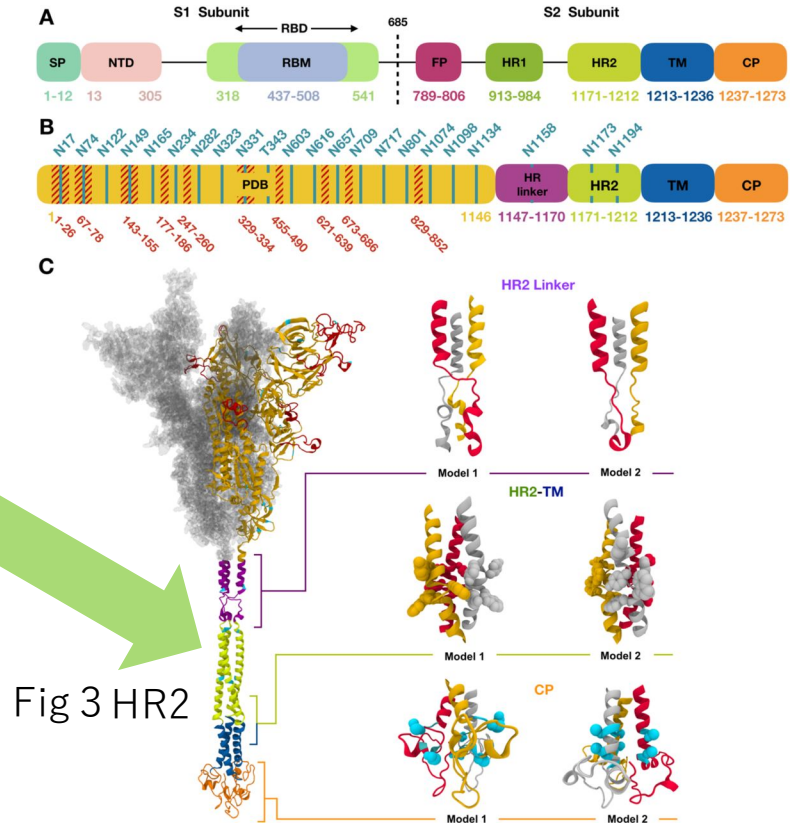 A
S1 Subunit
S2 Subunit
RBD
685
SP
NTD
RBM
FP
HR1
HR2
TM
CP
1-12
13
305
318
437-508
541
789-806
913-984
1171-1212
1213-1236
1237-1273
B
N17
N74
N122
N149
N165
N234
N282
N323
N331
T343
N603
N616
N657
N709
N717
N801
N1074
N1098
N1134
N1158
N1173
N1194
PDB
HR
linker
HR2
TM
CP
1
1-26
67-78
143-155
177-186
247-260
329-334
455-490
621-639
673-686
829-852
1146
1147-1170
1171-1212
1213-1236
1237-1273
C
HR2 Linker
Model 1
Model 2
HR2-TM
Model 1
Model 2
Fig 3 HR2
CP
Model 1
Model 2